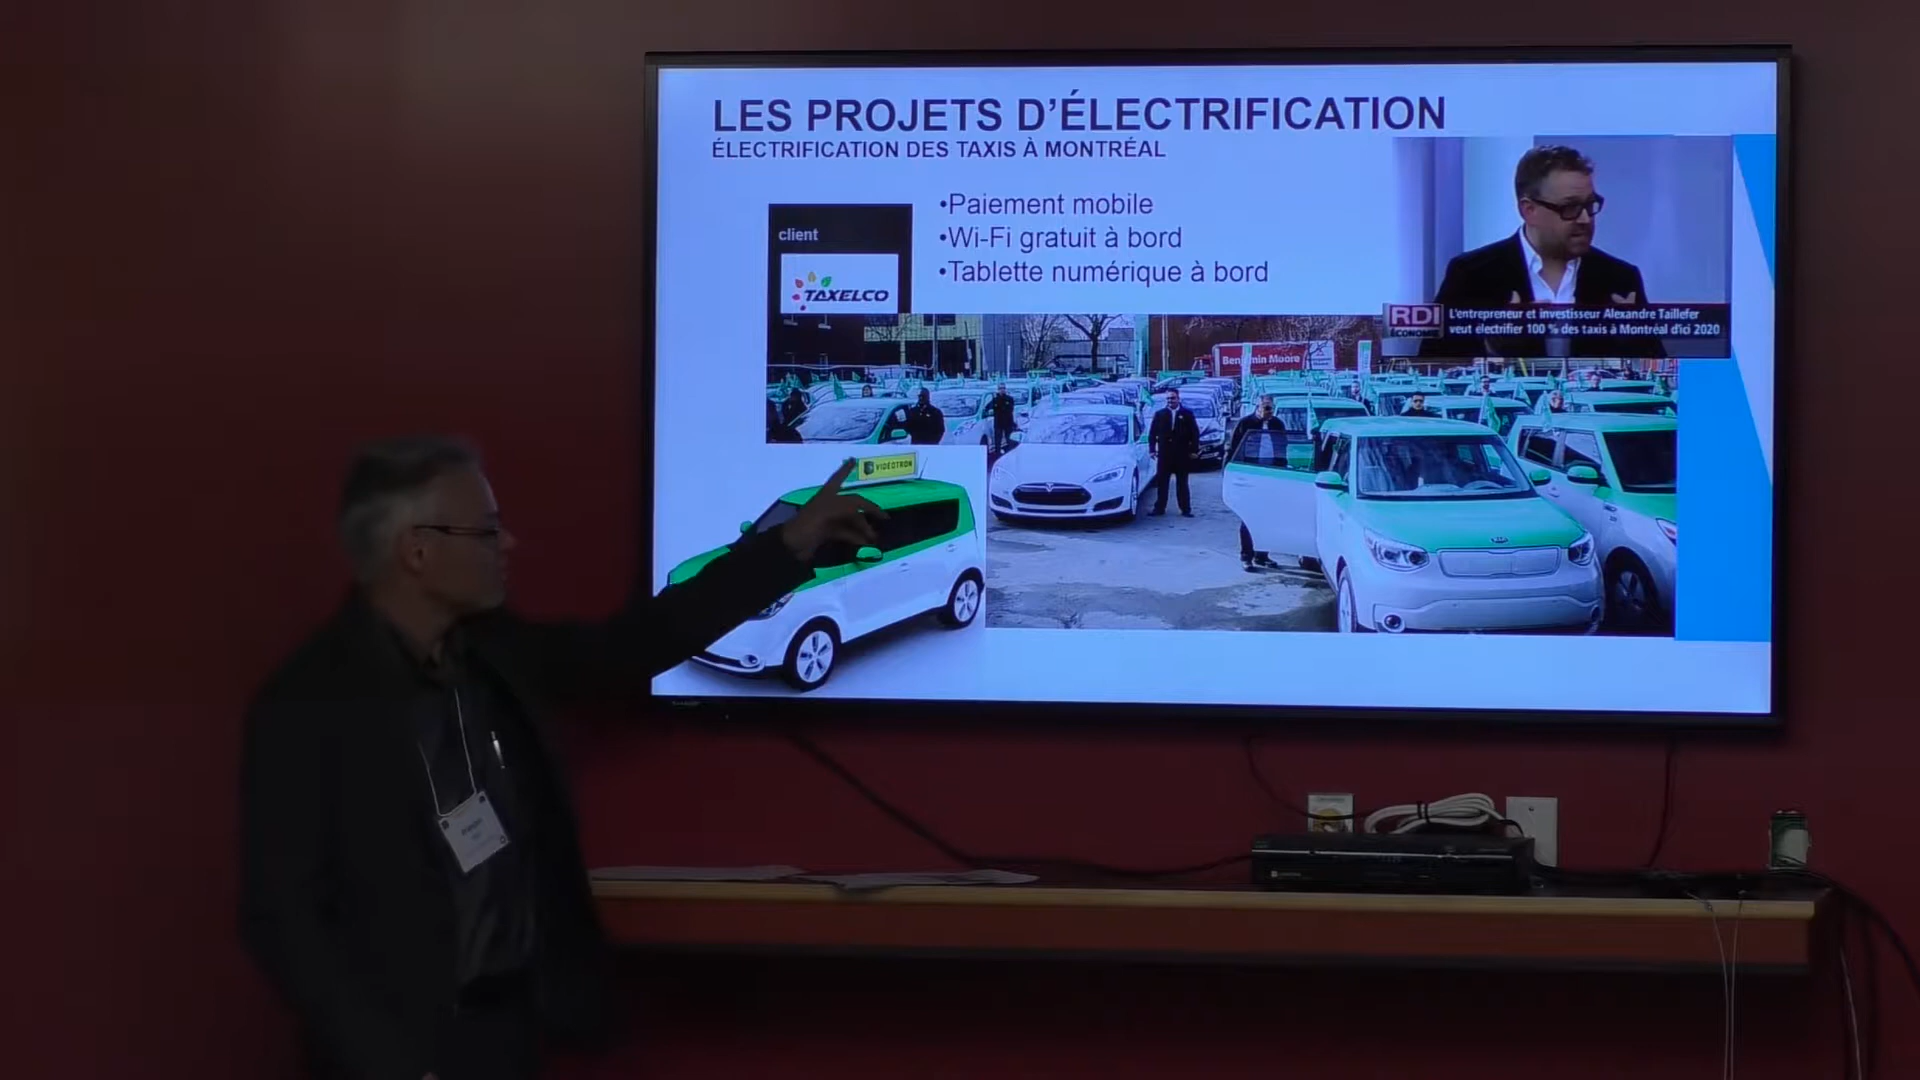 LES PROJETS D'ÉLECTRIFICATION
ÉLECTRIFICATION DES TAXIS À MONTRÉAL
•Paiement mobile
•Wi-Fi gratuit à bord
•Tablette numérique à bord
client
TAXELCO
RDI
ÉCONOMIE
L'entrepreneur et investisseur Alexandre Taillefer
veut électrifier 100 % des taxis à Montréal d'ici 2020
Benjamin Moore
VIDÉOTRON